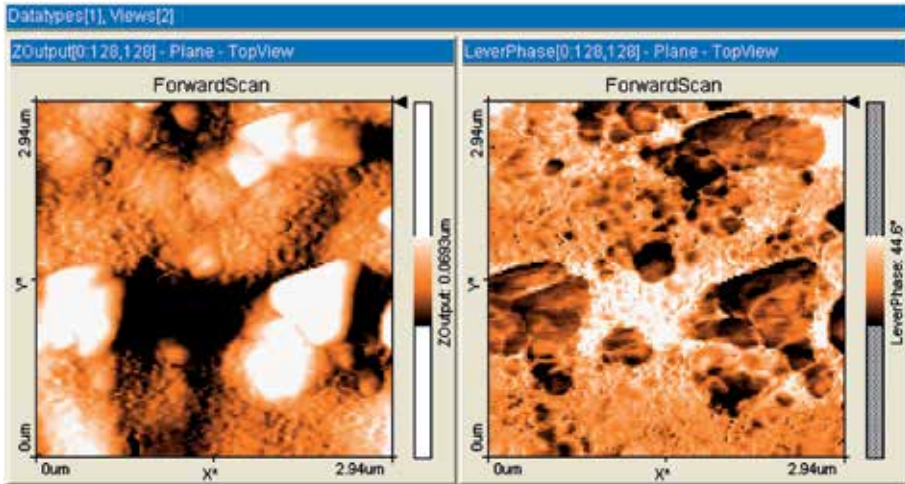 Datatypes[1], Views[2]
ZOutput[0:128,128] - Plane - TopView
ForwardScan
2.94um
Y*
0um
0um
X*
2.94um
ZOutput: 0.0693um
LeverPhase[0:128,128] - Plane - TopView
ForwardScan
2.94um
Y*
0um
0um
X*
2.94um
LeverPhase: 44.6°